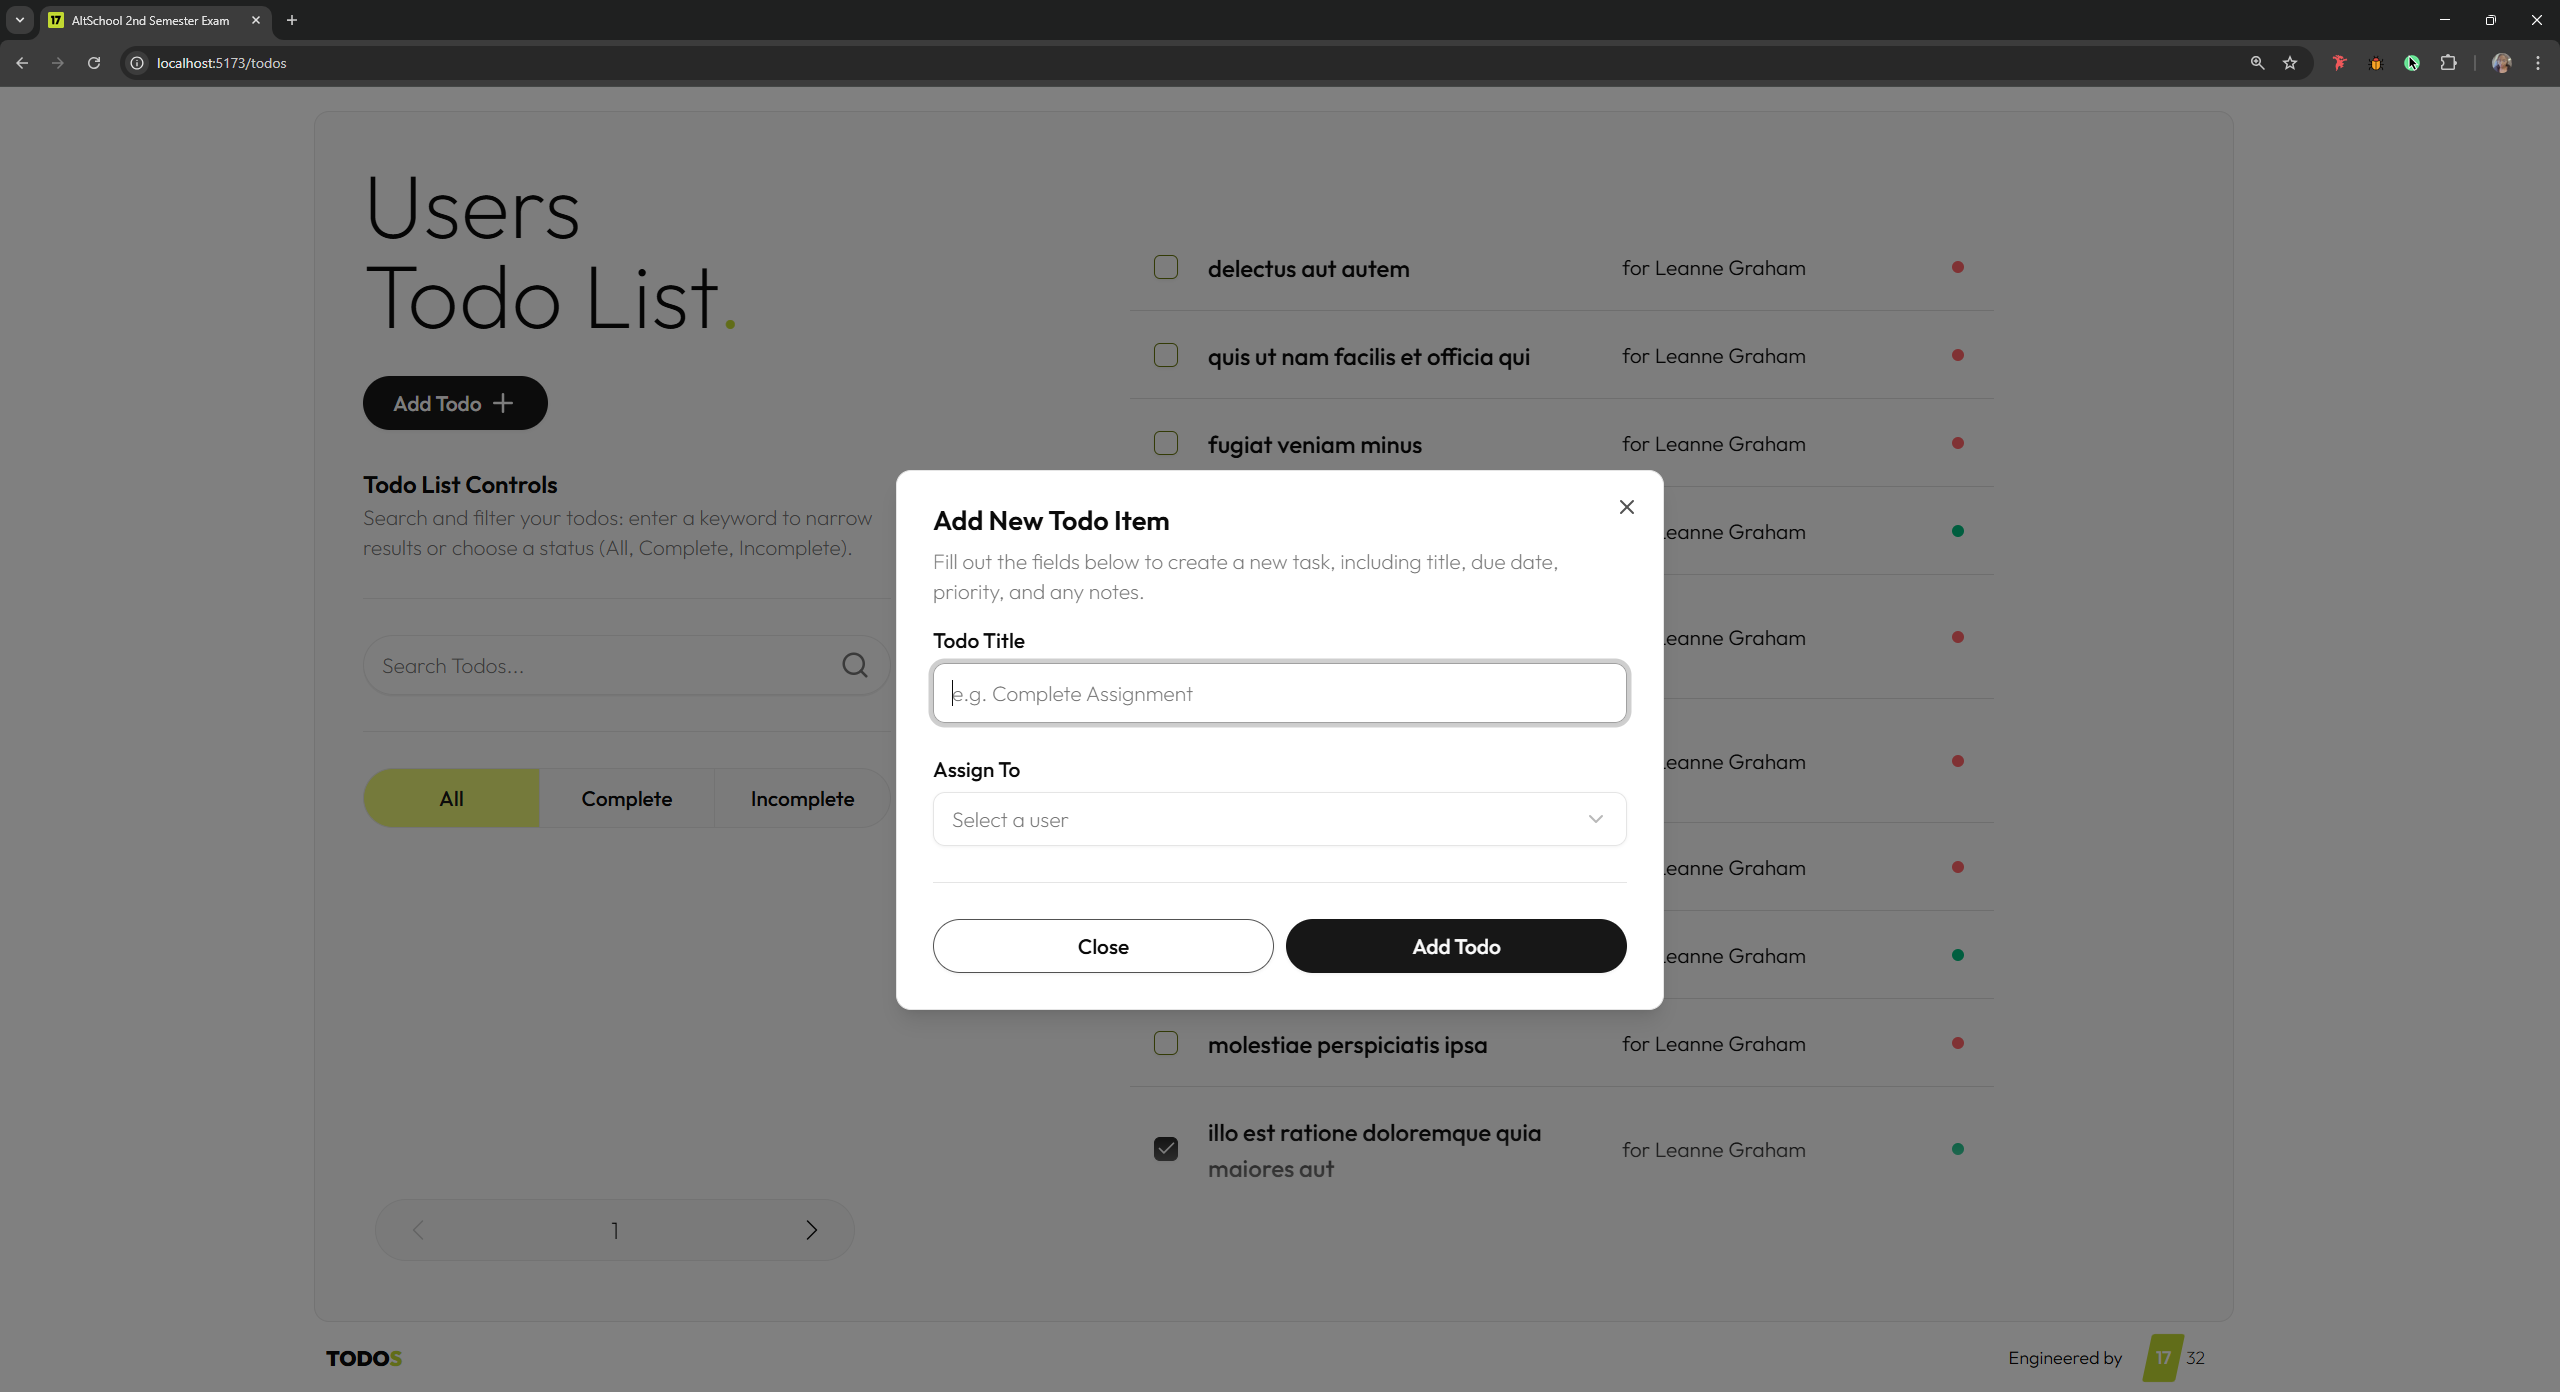 AltSchool 2nd Semester Exam
localhost:5173/todos
Users
Todo List.
Add Todo
Todo List Controls
Search and filter your todos: enter a keyword to narrow
results or choose a status (All, Complete, Incomplete).
Search Todos...
All
Complete
Incomplete
1
delectus aut autem
for Leanne Graham
quis ut nam facilis et officia qui
for Leanne Graham
fugiat veniam minus
for Leanne Graham
Leanne Graham
Leanne Graham
Leanne Graham
Leanne Graham
Leanne Graham
molestiae perspiciatis ipsa
for Leanne Graham
illo est ratione doloremque quia
maiores aut
for Leanne Graham
Add New Todo Item
Fill out the fields below to create a new task, including title, due date,
priority, and any notes.
Todo Title
e.g. Complete Assignment
Assign To
Select a user
Close
Add Todo
TODOS
Engineered by
17
32